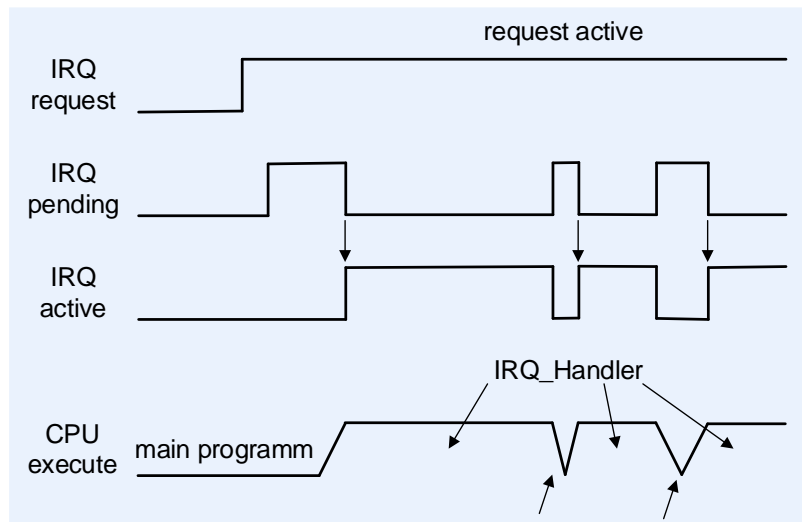 request active
IRQ
request
IRQ
pending
IRQ
active
IRQ_Handler
CPU
execute
main programm